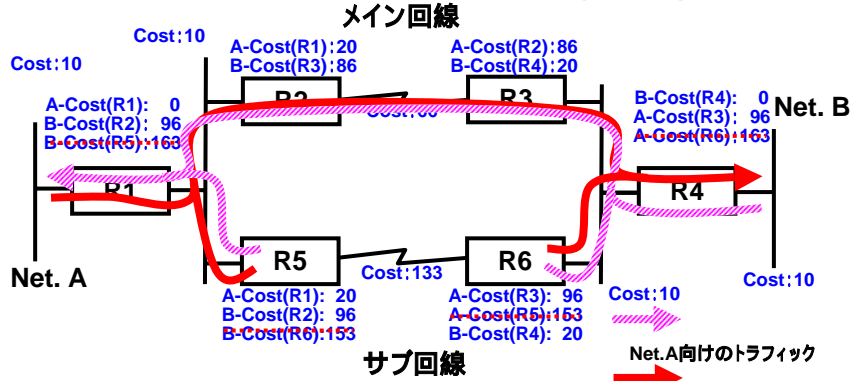 メイン回線
Cost:10
Cost:10
A-Cost(R1):20
B-Cost(R3):86
A-Cost(R2):86
B-Cost(R4):20
R2
R3
A-Cost(R1): 0
B-Cost(R2): 96
B-Cost(R5):163
B-Cost(R4): 0
A-Cost(R3): 96
A-Cost(R6):163
Net. B
R1
R4
Net. A
R5
Cost:133
R6
Cost:10
A-Cost(R1): 20
B-Cost(R2): 96
B-Cost(R6):153
A-Cost(R3): 96
A-Cost(R5):153
B-Cost(R4): 20
Cost:10
サブ回線
Net.A向けのトラフィック